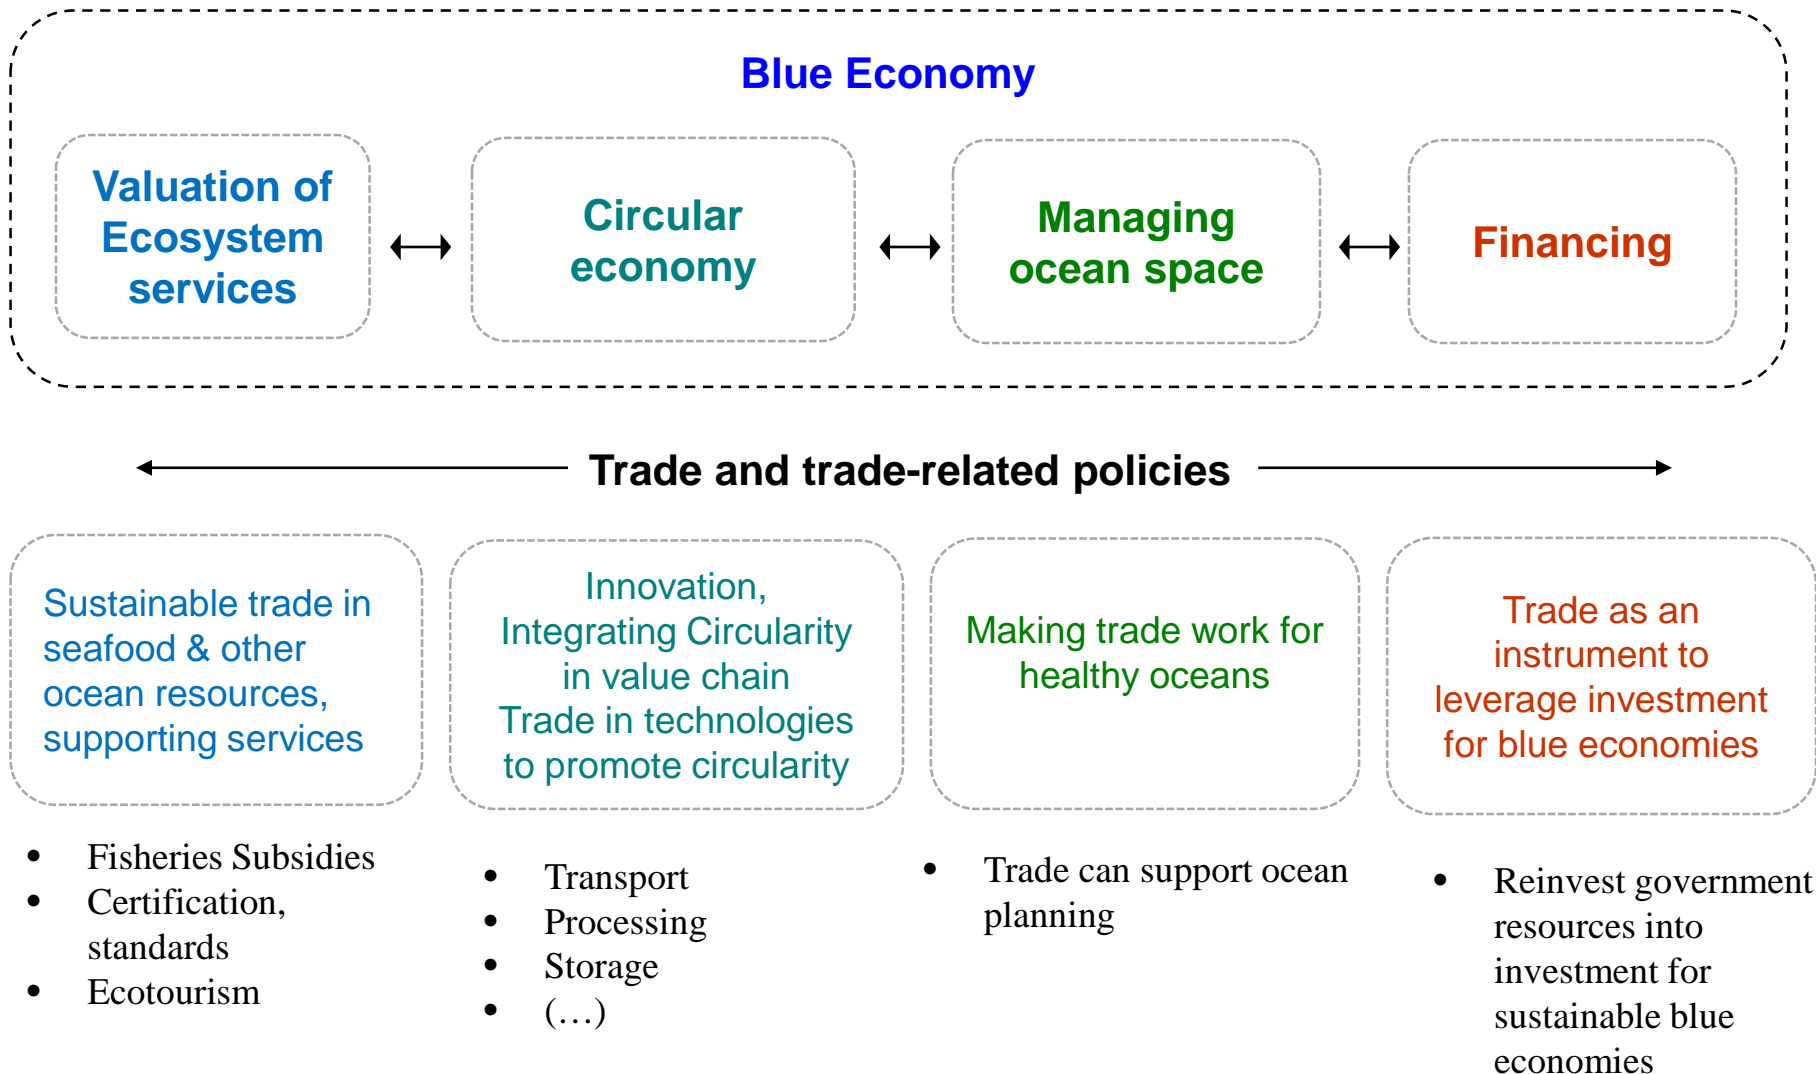 Blue Economy
Valuation of
Ecosystem
services
Circular
economy
Managing
ocean space
Financing
Trade and trade-related policies
Sustainable trade in
seafood & other
ocean resources,
supporting services
Innovation,
Integrating Circularity
in value chain
Trade in technologies
to promote circularity
Making trade work for
healthy oceans
Trade as an
instrument to
leverage investment
for blue economies
• Fisheries Subsidies
• Certification,
standards
• Ecotourism
• Transport
• Processing
• Storage
• (…)
• Trade can support ocean
planning
• Reinvest government
resources into
investment for
sustainable blue
economies